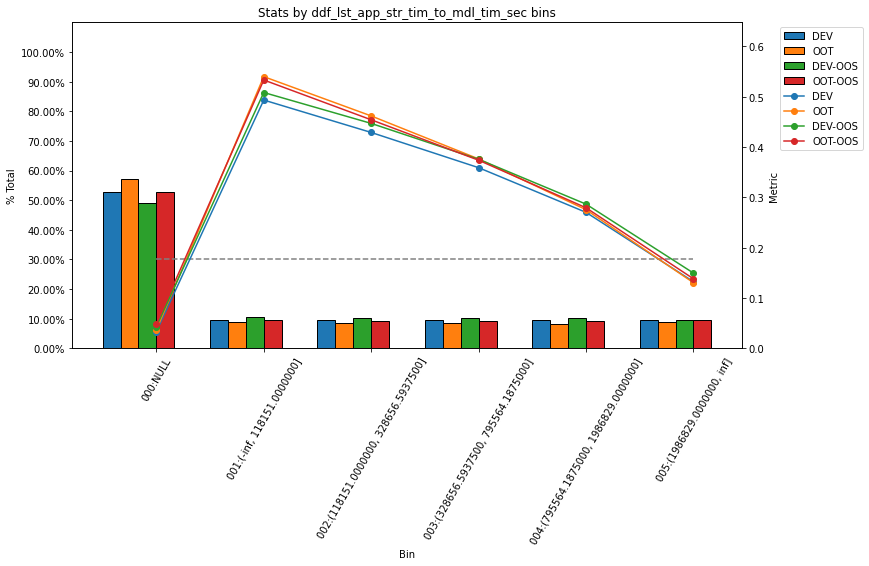 Stats by ddf_lst_app_str_tim_to_mdl_tim_sec bins
% Total
100.00%
90.00%
80.00%
70.00%
60.00%
50.00%
40.00%
30.00%
20.00%
10.00%
0.00%
000:NULL
001:(-inf, 118151.0000000]
002:(118151.0000000, 328656.5937500]
003:(328656.5937500, 795564.1875000]
004:(795564.1875000, 1986829.0000000]
005:(1986829.0000000, inf]
Bin
0.6
0.5
0.4
0.3
0.2
0.1
0.0
Metric
DEV
OOT
DEV-OOS
OOT-OOS
DEV
OOT
DEV-OOS
OOT-OOS